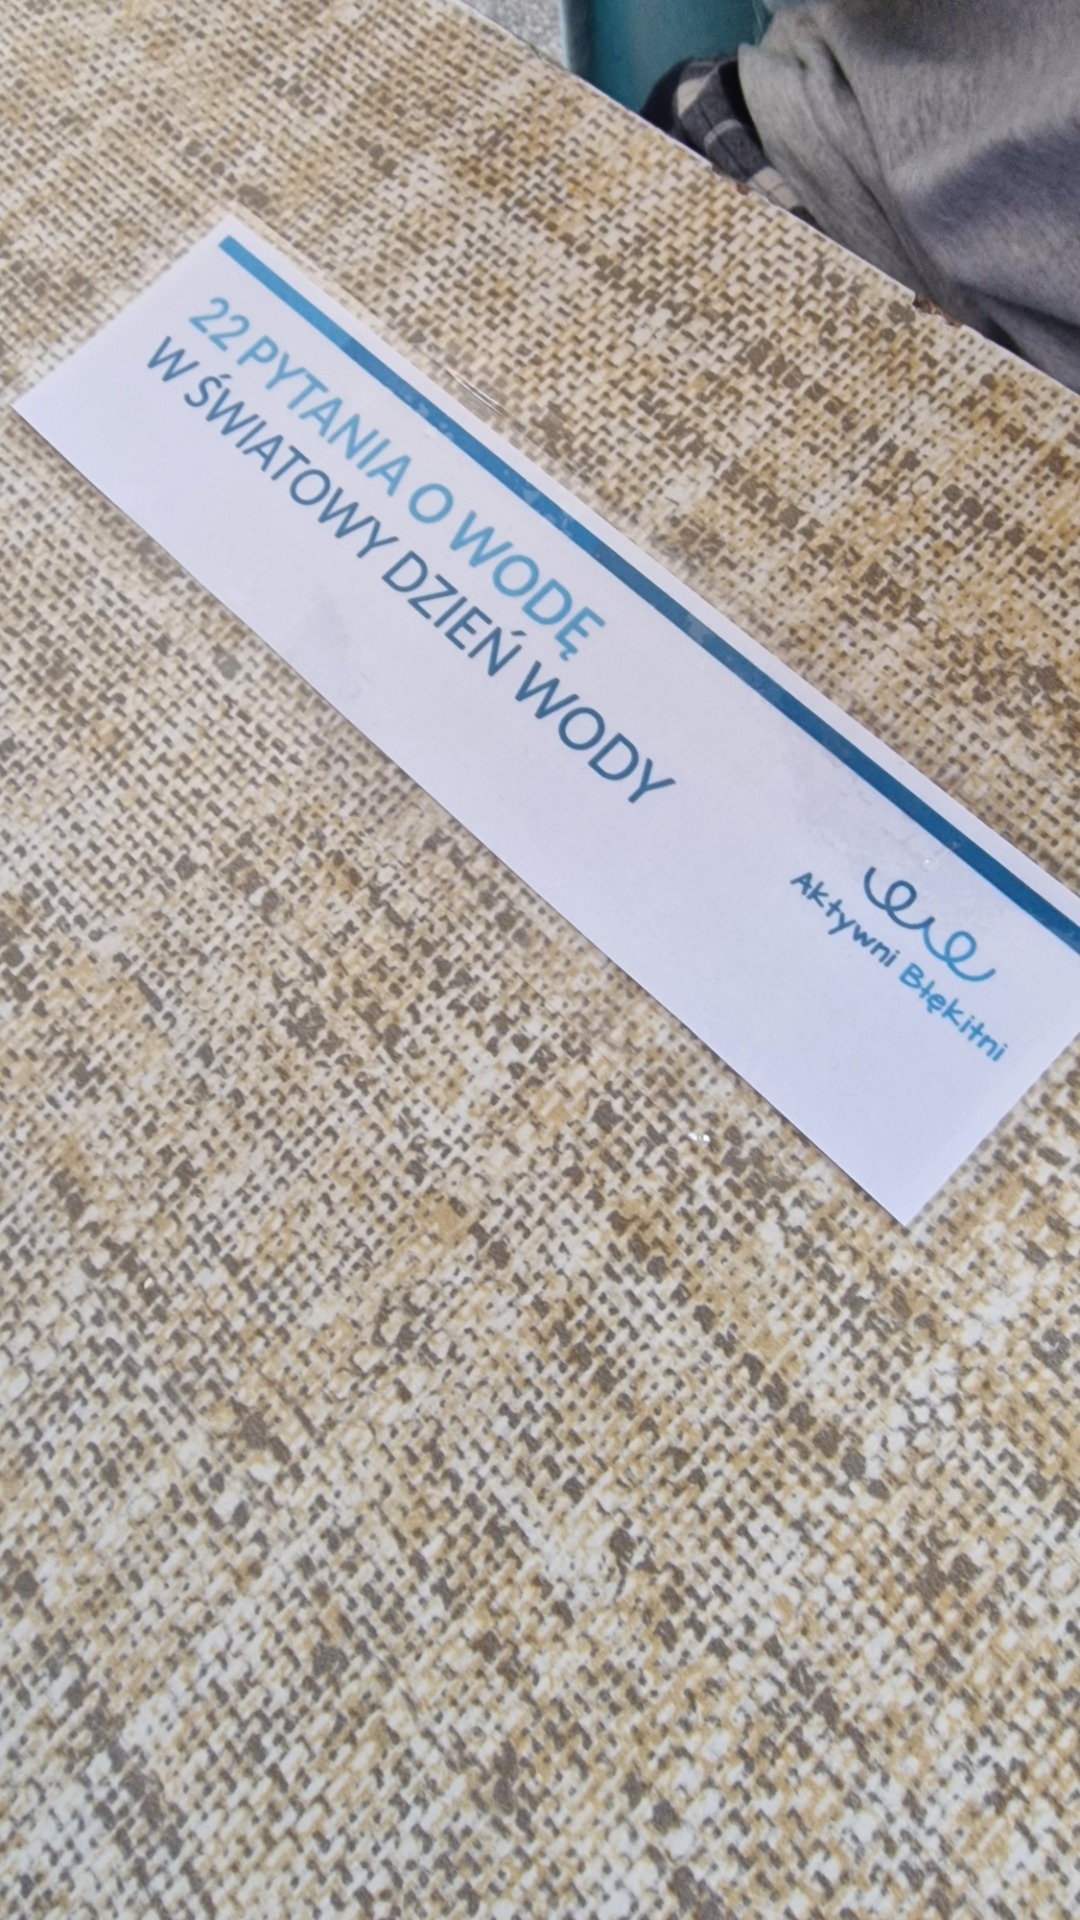 22 PYTANIA O WODĘ
W ŚWIATOWY DZIEŃ WODY
Aktywni Błękitni